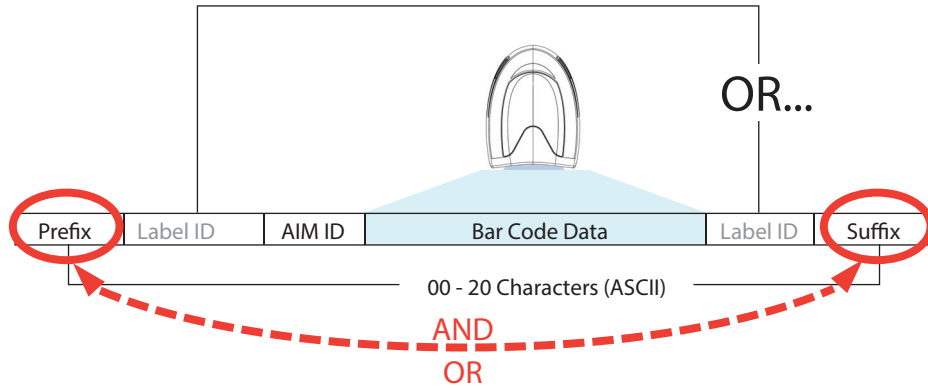 OR...
Prefix Label ID AIM ID Bar Code Data Label ID Suffix
00 - 20 Characters (ASCII)
AND
OR